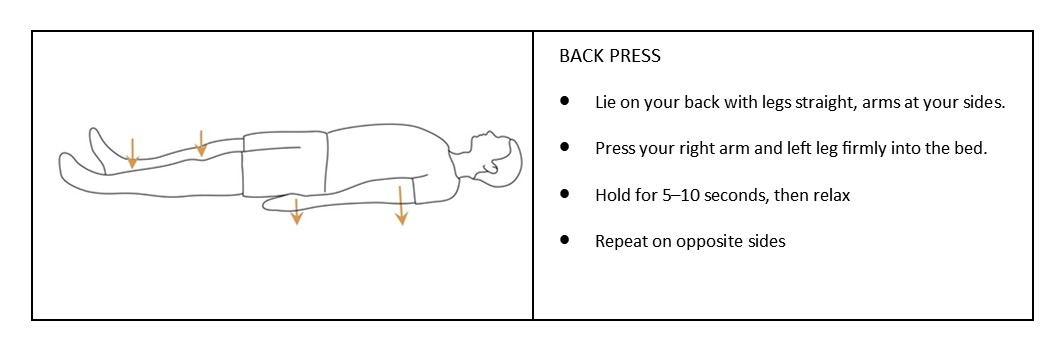 BACK PRESS
● Lie on your back with legs straight, arms at your sides.
● Press your right arm and left leg firmly into the bed.
● Hold for 5–10 seconds, then relax
● Repeat on opposite sides